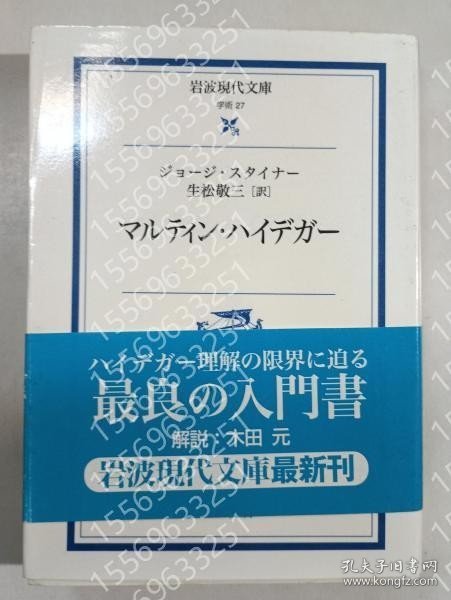 岩波現代文庫
学術 27
ジョージ・スタイナー
生松敬三[訳]
マルティン・ハイデガー
ハイデガー理解の限界に迫る
最良の入門書
解説:木田 元
岩波現代文庫最新刊
15569633251
孔夫子旧书网
www.kongfz.com